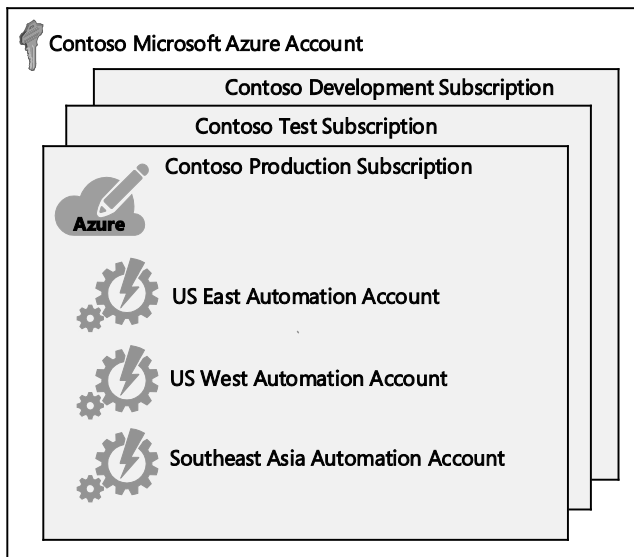 Contoso Microsoft Azure Account
Contoso Development Subscription
Contoso Test Subscription
Contoso Production Subscription
Azure
US East Automation Account
US West Automation Account
Southeast Asia Automation Account